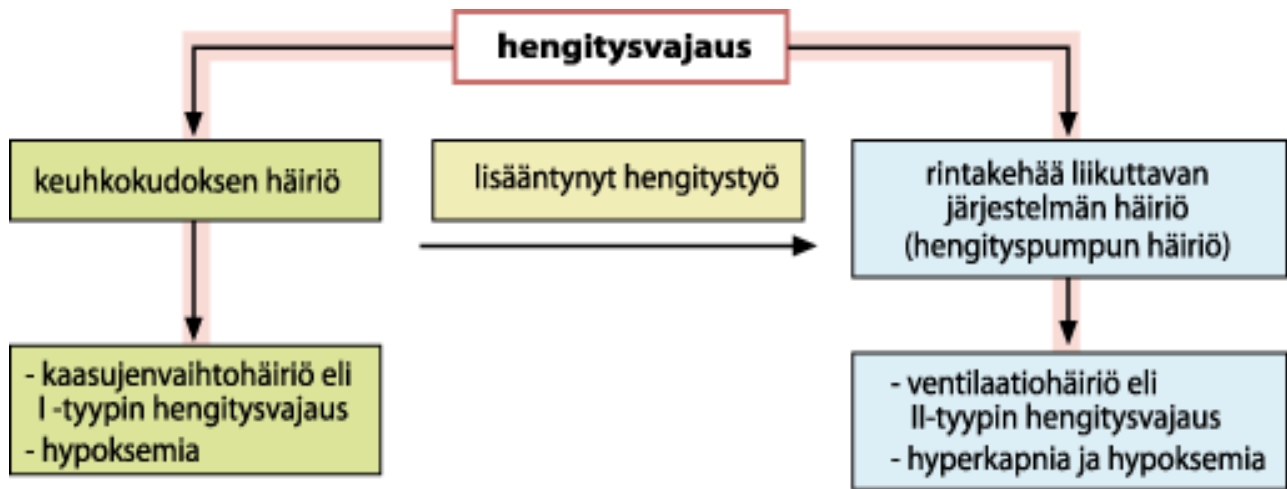 hengitysvajaus
keuhkokudoksen häiriö
lisääntynyt hengitystyö
rintakehää liikuttavan
järjestelmän häiriö
(hengityspumpun häiriö)
- kaasujenvaihtohäiriö eli
I -tyypin hengitysvajaus
- hypoksemia
- ventilaatiohäiriö eli
II-tyypin hengitysvajaus
- hyperkapnia ja hypoksemia